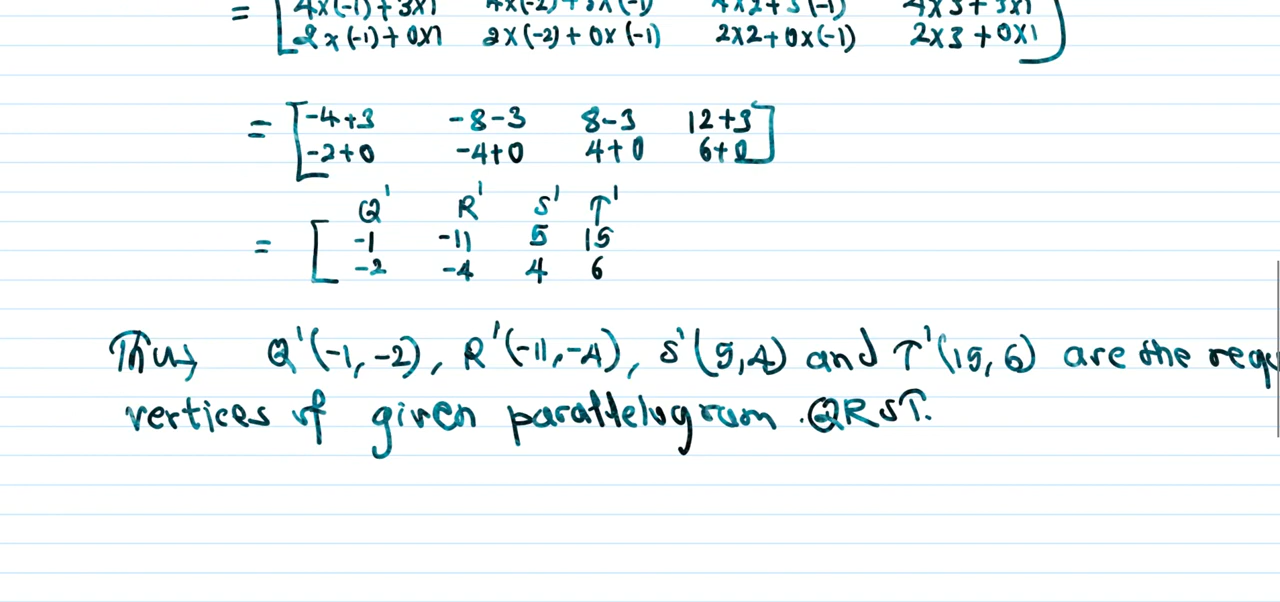 = [4x(-1)+3x1 4x(-2)+3x(-1) 4x2+3(-1) 4x3+3x1
2x(-1)+0x1 2x(-2)+0x(-1) 2x2+0x(-1) 2x3+0x1]
= [-4+3 -8-3 8-3 12+3
-2+0 -4+0 4+0 6+0]
Q' R' S' T'
= [-1 -11 5 15
-2 -4 4 6
Thus Q'(-1,-2), R'(-11,-4), S'(5,4) and T'(15,6) are the requ
vertices of given parallelogram QRST.